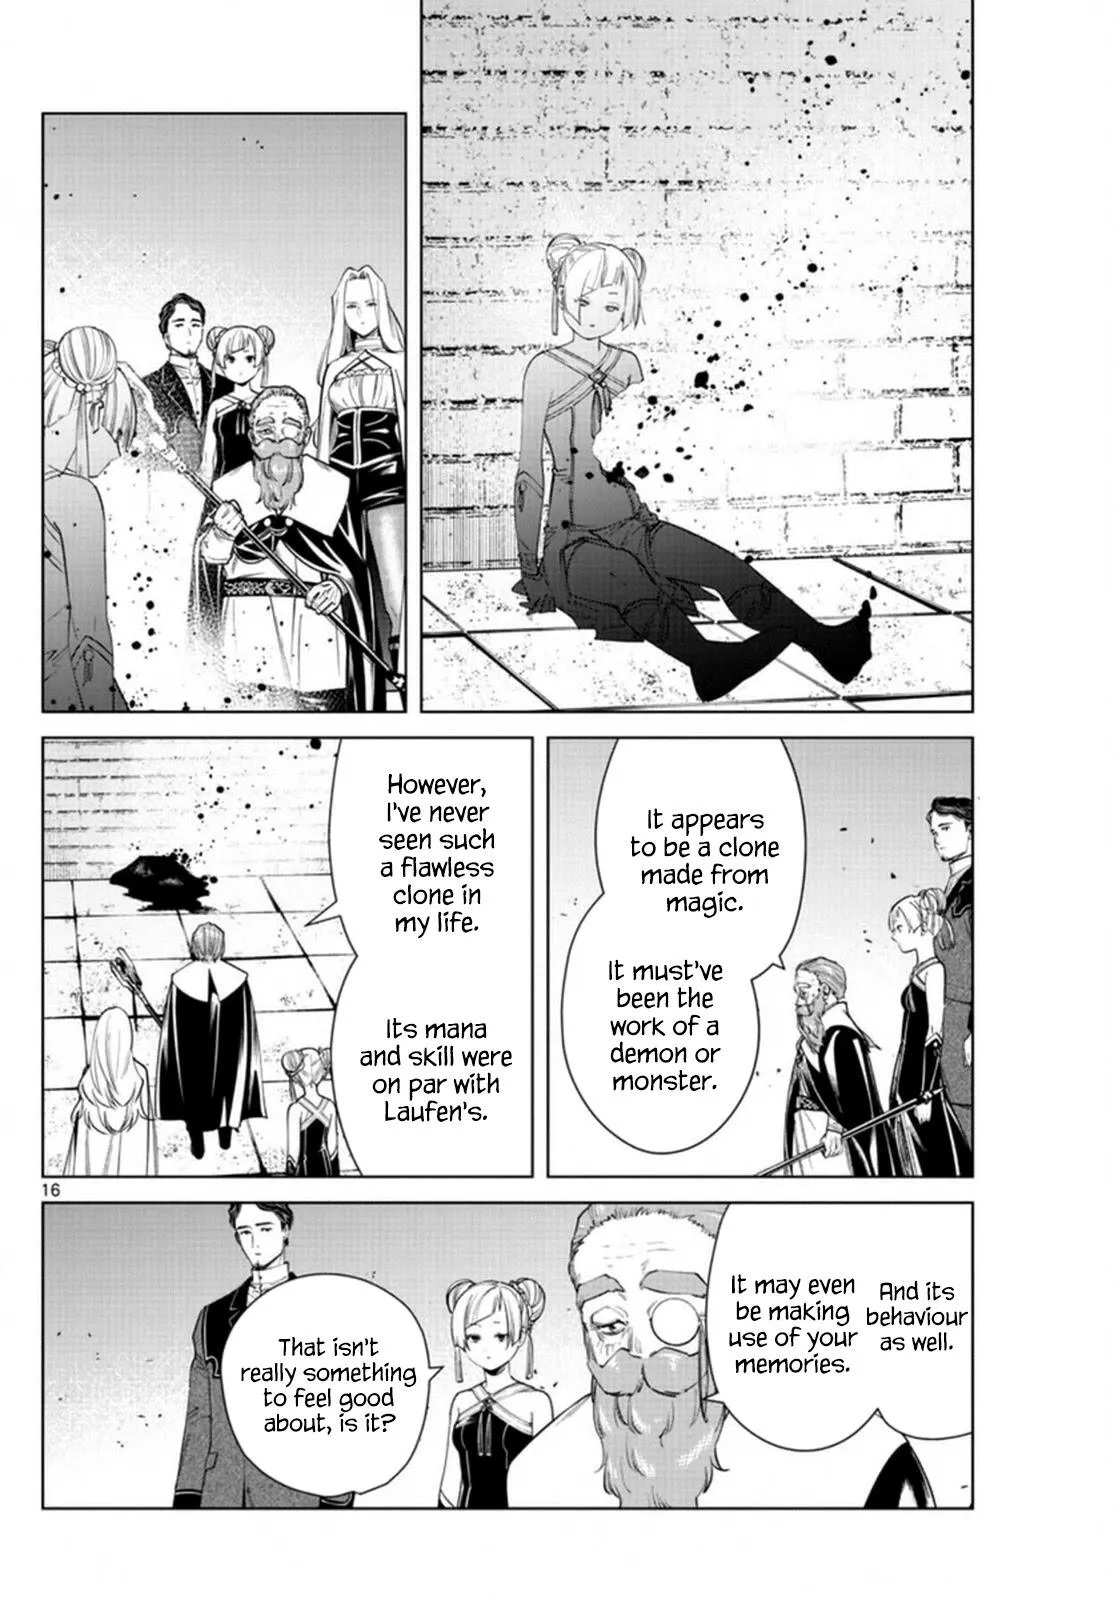 It appears
to be a clone
made from
magic.
It must've
been the
work of a
demon or
monster.
However,
I've never
seen such
a flawless
clone in
my life.
Its mana
and skill were
on par with
Laufen's.
16
And its
behaviour
as well.
It may even
be making
use of your
memories.
That isn't
really something
to feel good
about, is it?